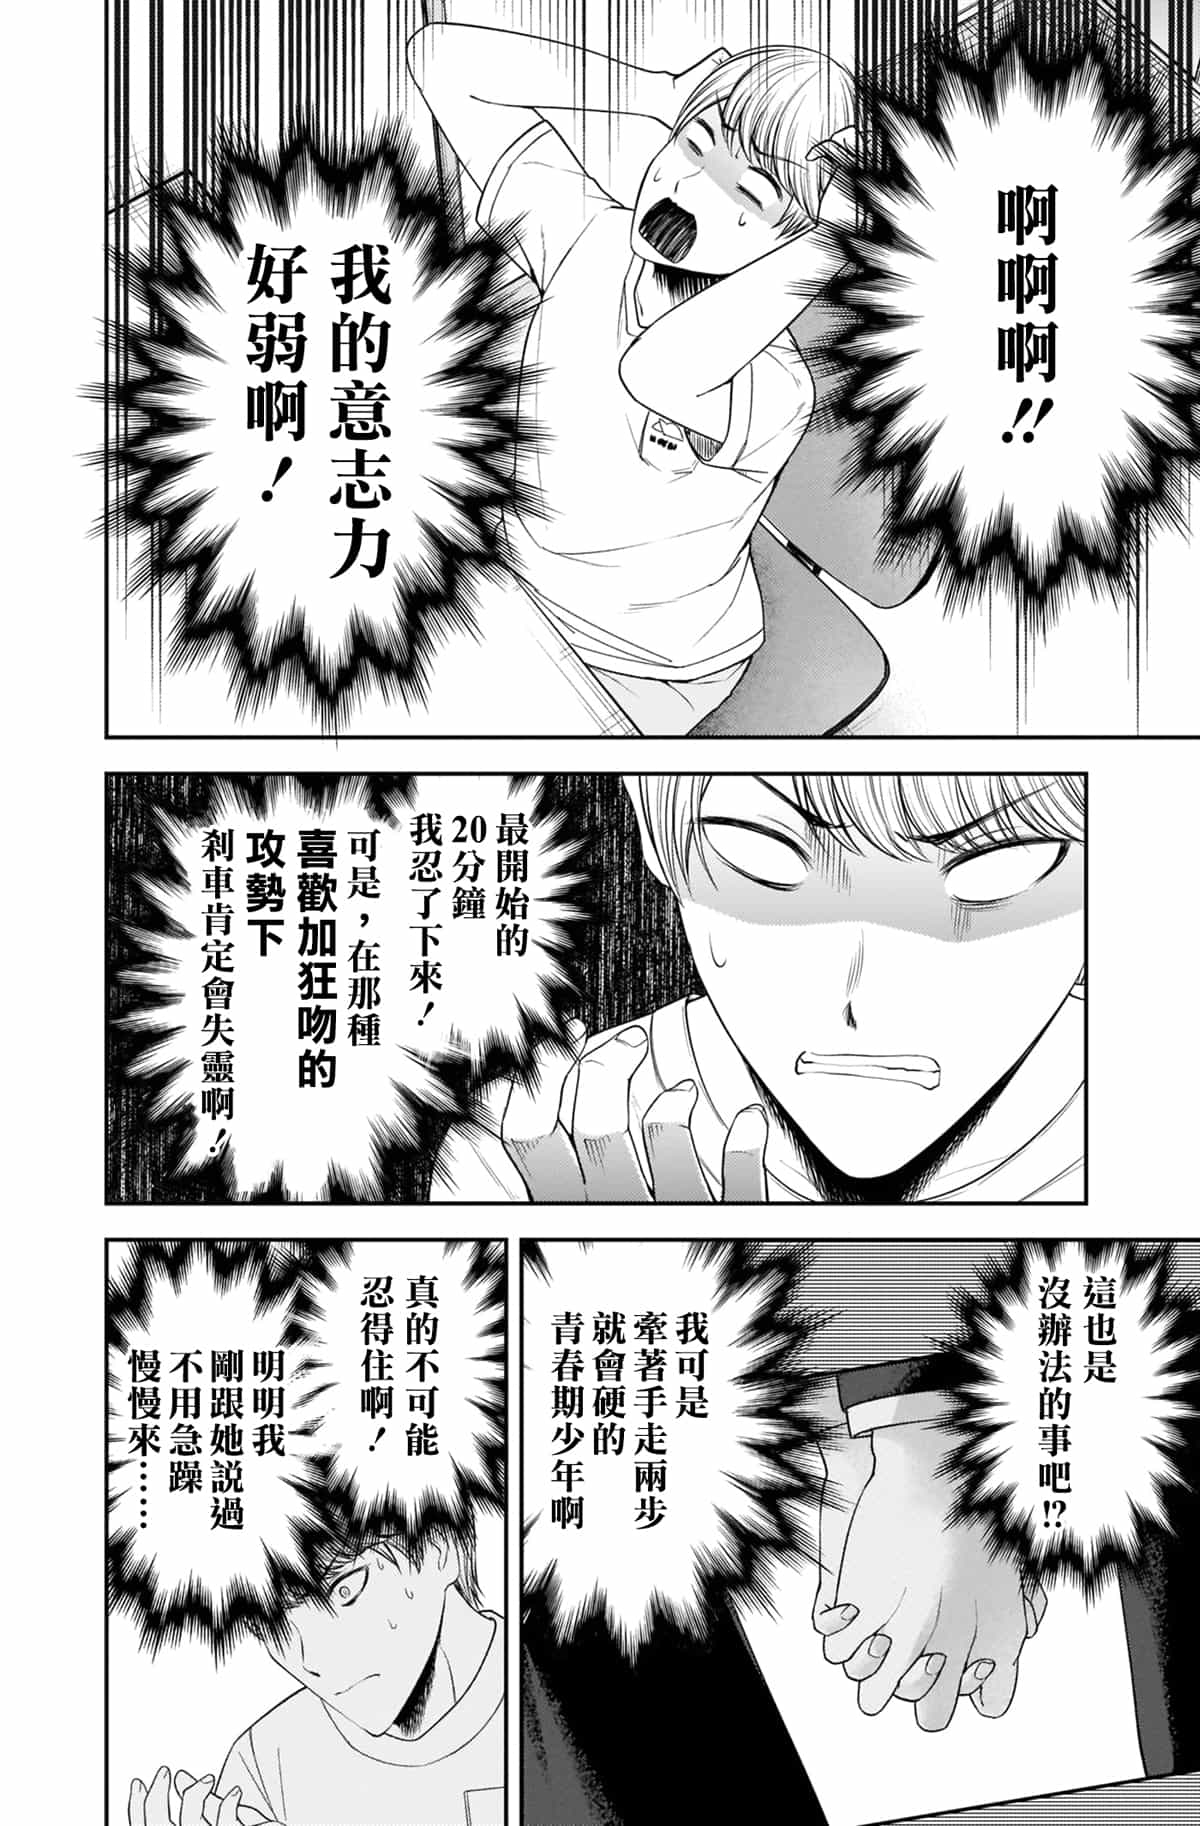 啊啊啊!!
我的意志力
好弱啊!
最開始的
20分鐘
我忍了下來!
可是，在那種
喜歡加狂吻的
攻勢下
剎車肯定會失靈啊!
這也是
沒辦法的事吧!?
我可是
牽著手走兩步
就會硬的
青春期少年啊
真的不可能
忍得住啊!
明明我
剛跟她說過
不用急躁
慢慢來……